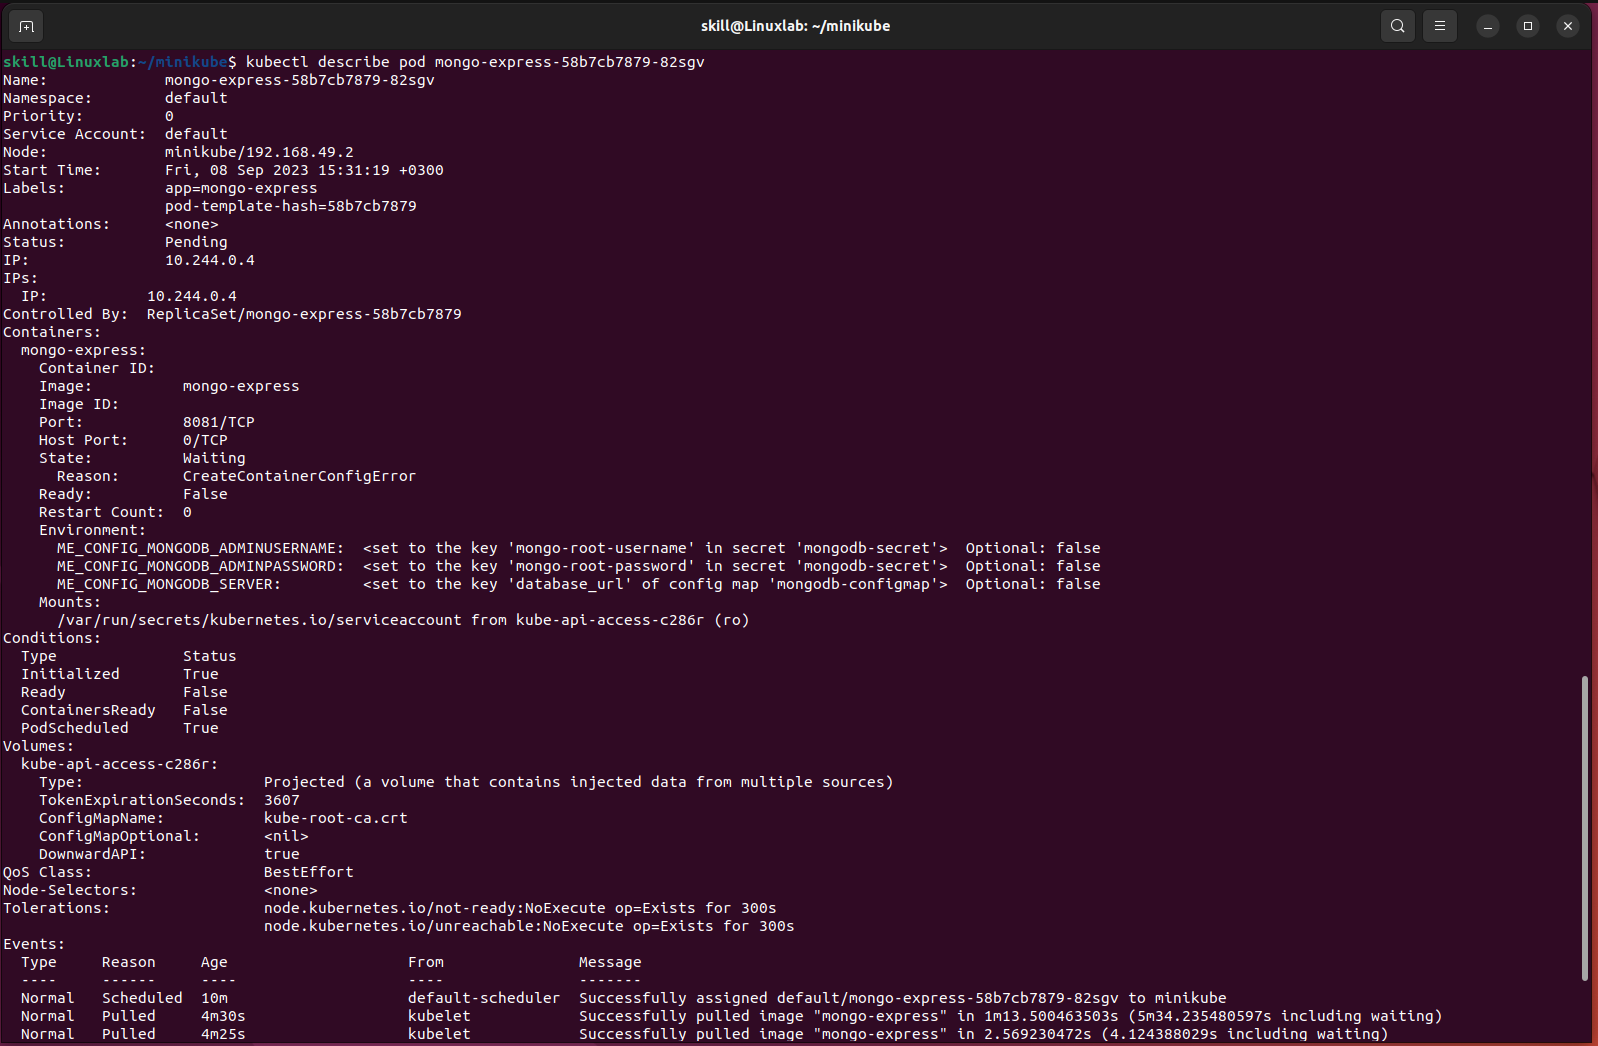 skill@Linuxlab: ~/minikube
skill@Linuxlab:~/minikube$ kubectl describe pod mongo-express-58b7cb7879-82sgv
Name:             mongo-express-58b7cb7879-82sgv
Namespace:        default
Priority:         0
Service Account:  default
Node:             minikube/192.168.49.2
Start Time:       Fri, 08 Sep 2023 15:31:19 +0300
Labels:           app=mongo-express
                  pod-template-hash=58b7cb7879
Annotations:      <none>
Status:           Pending
IP:               10.244.0.4
IPs:
  IP:           10.244.0.4
Controlled By:  ReplicaSet/mongo-express-58b7cb7879
Containers:
  mongo-express:
    Container ID:
    Image:          mongo-express
    Image ID:
    Port:           8081/TCP
    Host Port:      0/TCP
    State:          Waiting
      Reason:       CreateContainerConfigError
    Ready:          False
    Restart Count:  0
    Environment:
      ME_CONFIG_MONGODB_ADMINUSERNAME:  <set to the key 'mongo-root-username' in secret 'mongodb-secret'>  Optional: false
      ME_CONFIG_MONGODB_ADMINPASSWORD:  <set to the key 'mongo-root-password' in secret 'mongodb-secret'>  Optional: false
      ME_CONFIG_MONGODB_SERVER:         <set to the key 'database_url' of config map 'mongodb-configmap'>  Optional: false
    Mounts:
      /var/run/secrets/kubernetes.io/serviceaccount from kube-api-access-c286r (ro)
Conditions:
  Type              Status
  Initialized       True
  Ready             False
  ContainersReady   False
  PodScheduled      True
Volumes:
  kube-api-access-c286r:
    Type:                    Projected (a volume that contains injected data from multiple sources)
    TokenExpirationSeconds:  3607
    ConfigMapName:           kube-root-ca.crt
    ConfigMapOptional:       <nil>
    DownwardAPI:             true
QoS Class:                   BestEffort
Node-Selectors:              <none>
Tolerations:                 node.kubernetes.io/not-ready:NoExecute op=Exists for 300s
                             node.kubernetes.io/unreachable:NoExecute op=Exists for 300s
Events:
  Type     Reason     Age                    From               Message
  ----     ------     ----                   ----               -------
  Normal   Scheduled  10m                    default-scheduler  Successfully assigned default/mongo-express-58b7cb7879-82sgv to minikube
  Normal   Pulled     4m30s                  kubelet            Successfully pulled image "mongo-express" in 1m13.500463503s (5m34.235480597s including waiting)
  Normal   Pulled     4m25s                  kubelet            Successfully pulled image "mongo-express" in 2.569230472s (4.124388029s including waiting)